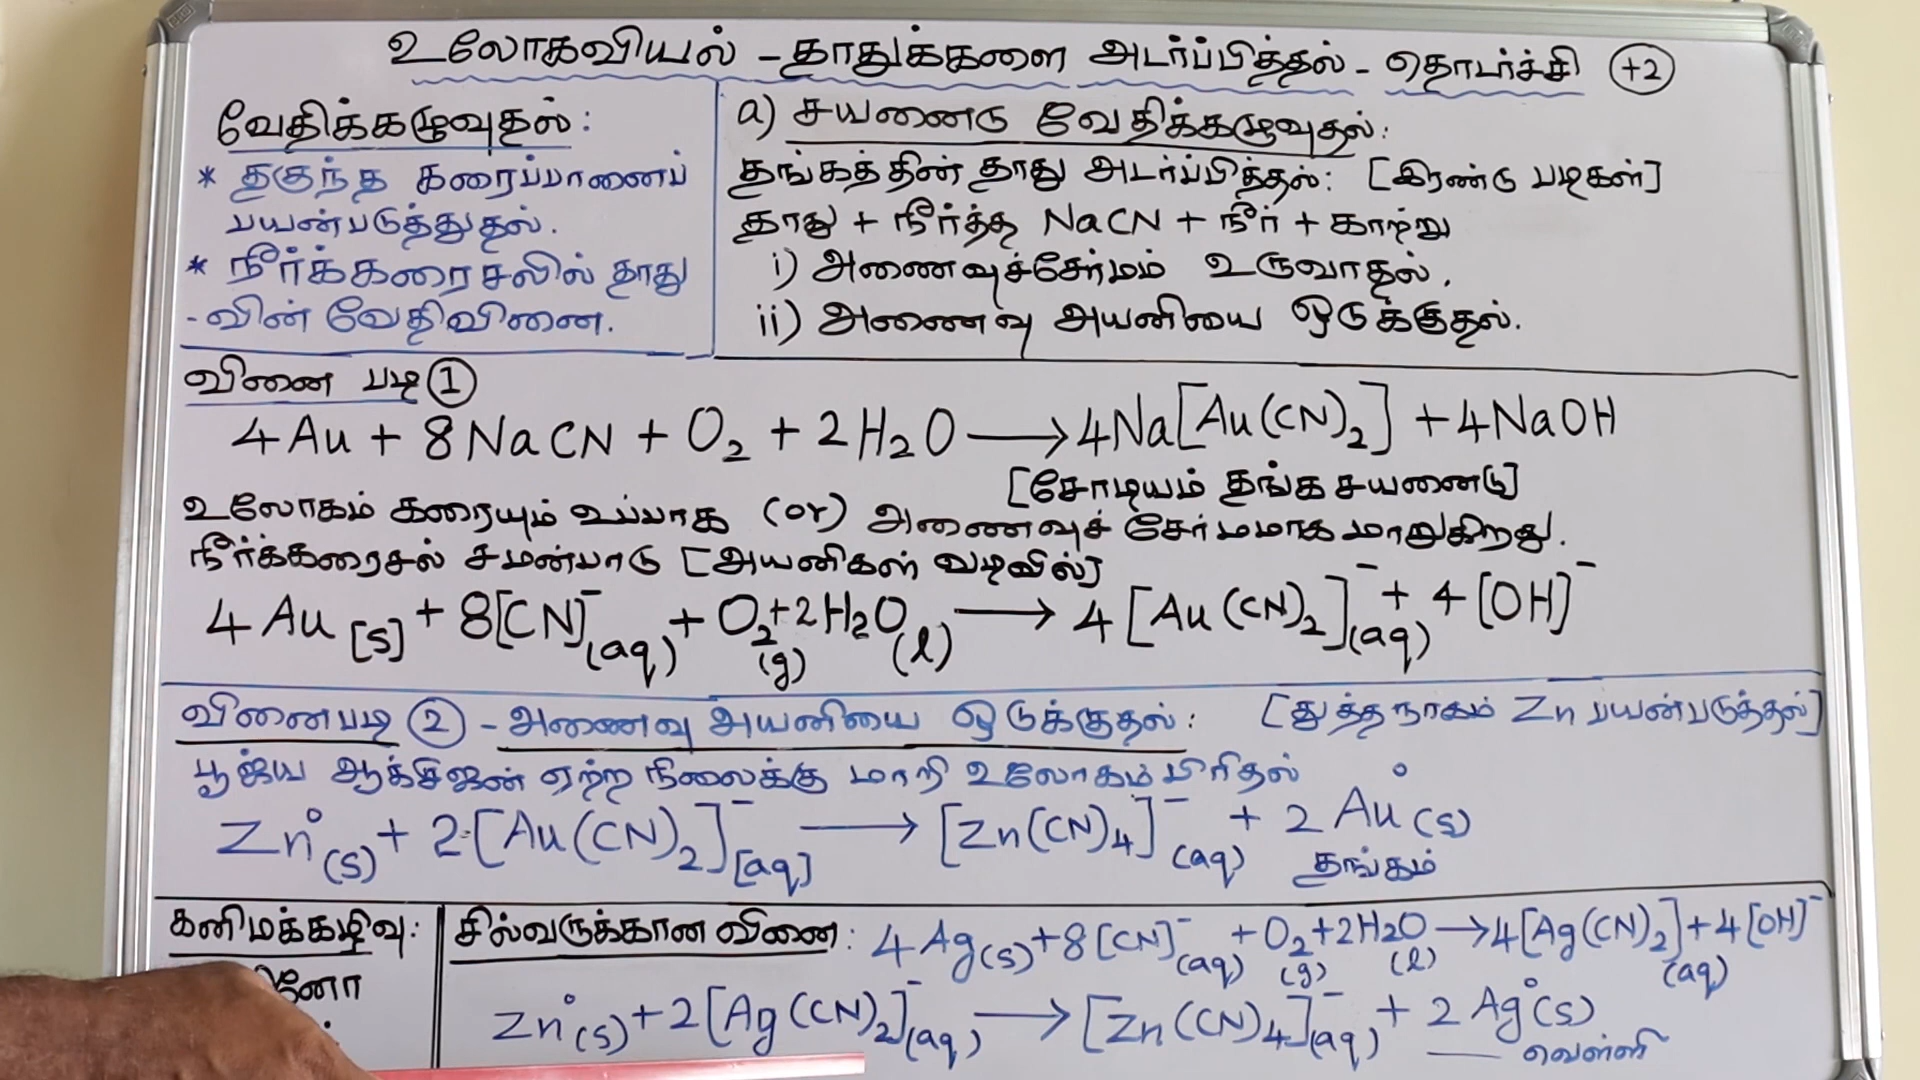 உலோகவியல் - தாதுக்களை அடர்ப்பித்தல் - தொடர்ச்சி (+2)
வேதிக்கழுவுதல்:
* தகுந்த கரைப்பானைப்
பயன்படுத்துதல்.
* நீர்க்கரைசலில் தாது
- வின் வேதிவினை.
a) சயனைடு வேதிக்கழுவுதல்:
தங்கத்தின் தாது அடர்ப்பித்தல்: [இரண்டு படிகள்]
தாது + நீர்த்த NaCN + நீர் + காற்று
i) அணைவுச்சேர்மம் உருவாதல்.
ii) அணைவு அயனியை ஒடுக்குதல்.
வினை படி ①
4Au + 8NaCN + O₂ + 2H₂O → 4Na[Au(CN)₂] + 4NaOH
[சோடியம் தங்க சயனைடு]
உலோகம் கரையும் உப்பாக (or) அணைவுச் சேர்மமாக மாறுகிறது.
நீர்க்கரைசல் சமன்பாடு [அயனிகள் வடிவில்]
4Au [s] + 8[CN]⁻ (aq) + O₂ (g) + 2H₂O (l) → 4[Au(CN)₂]⁻ (aq) + 4[OH]⁻
வினைபடி ② - அணைவு அயனியை ஒடுக்குதல்: [துத்தநாகம் Zn பயன்படுத்தல்]
பூஜ்ய ஆக்சிஜன் ஏற்ற நிலைக்கு மாறி உலோகம் பிரிதல்
Zn° (s) + 2[Au(CN)₂]⁻ [aq] → [Zn(CN)₄]⁻ (aq) + 2Au° (s)
தங்கம்
கனிமக்கழிவு:
னோ
சில்வருக்கான வினை: 4Ag(s) + 8[CN]⁻ (aq) + O₂ (g) + 2H₂O (l) → 4[Ag(CN)₂] (aq) + 4[OH]⁻
Zn° (s) + 2[Ag(CN)₂]⁻ (aq) → [Zn(CN)₄]⁻ (aq) + 2Ag° (s)
வெள்ளி